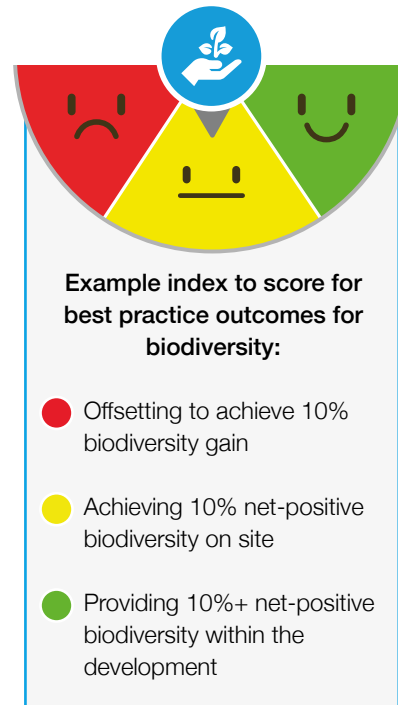 Example index to score for
best practice outcomes for
biodiversity:
Offsetting to achieve 10%
biodiversity gain
Achieving 10% net-positive
biodiversity on site
Providing 10%+ net-positive
biodiversity within the
development